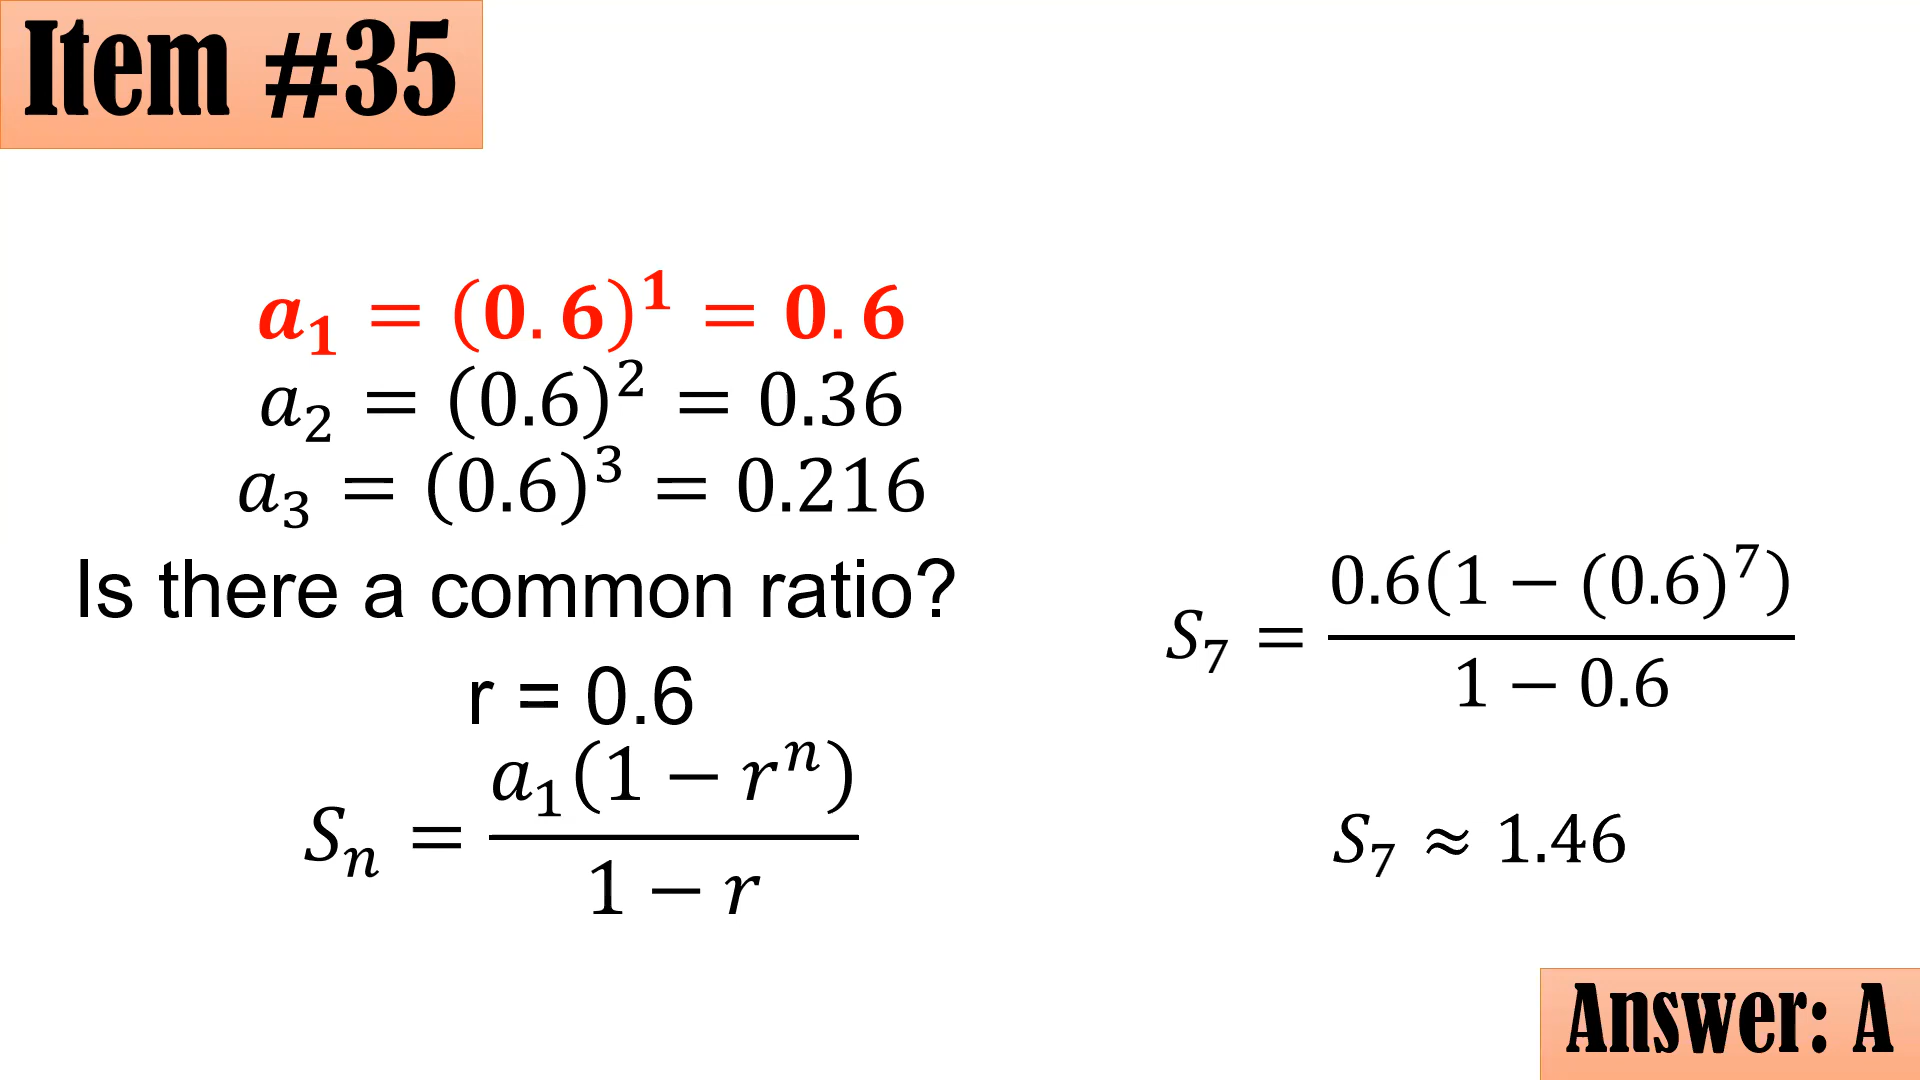 Item #35
a₁ = (0.6)¹ = 0.6
a₂ = (0.6)² = 0.36
a₃ = (0.6)³ = 0.216
Is there a common ratio?
r = 0.6
Sₙ = a₁(1 − rⁿ) / 1 − r
S₇ = 0.6(1 − (0.6)⁷) / 1 − 0.6
S₇ ≈ 1.46
Answer: A